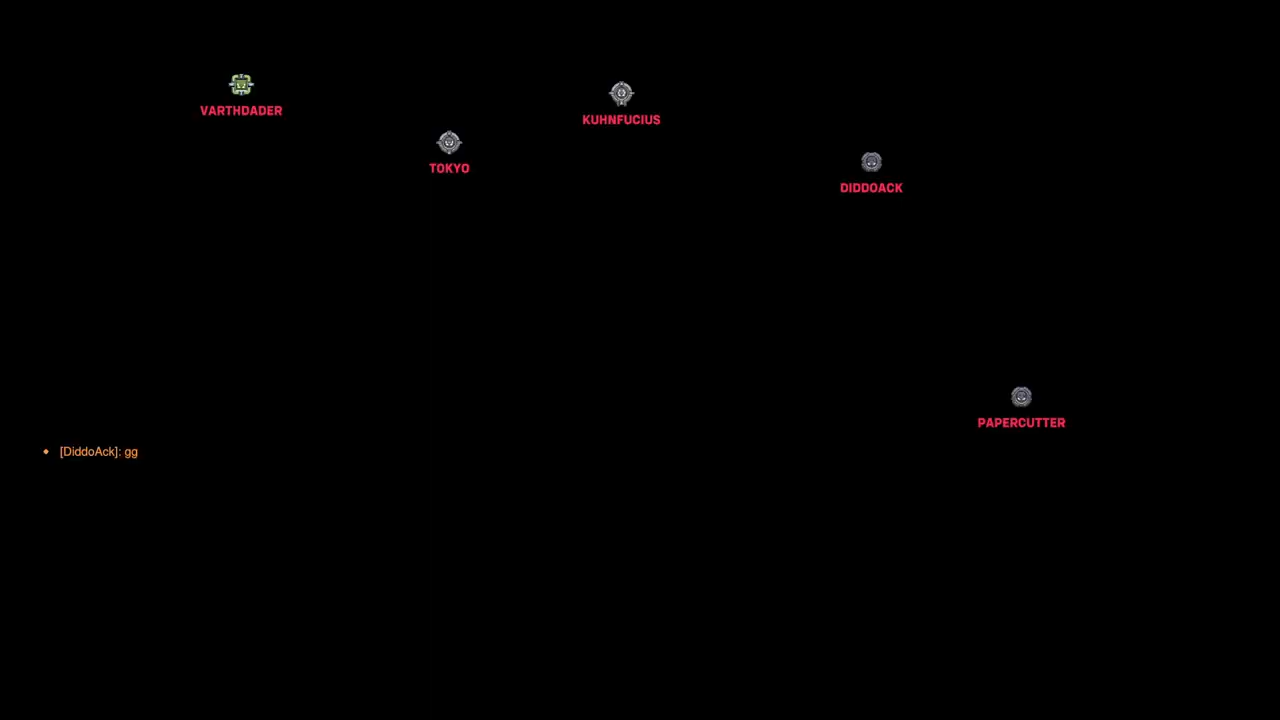 VARTHDADER
KUHNFUCIUS
TOKYO
DIDDOACK
PAPERCUTTER
[DiddoAck]: gg